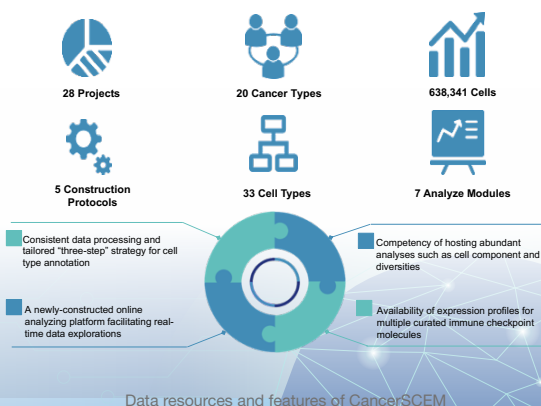 28 Projects
20 Cancer Types
638,341 Cells
5 Construction
Protocols
33 Cell Types
7 Analyze Modules
Consistent data processing and
tailored “three-step” strategy for cell
type annotation
Competency of hosting abundant
analyses such as cell component and
diversities
A newly-constructed online
analyzing platform facilitating real-
time data explorations
Availability of expression profiles for
multiple curated immune checkpoint
molecules
Data resources and features of CancerSCEM